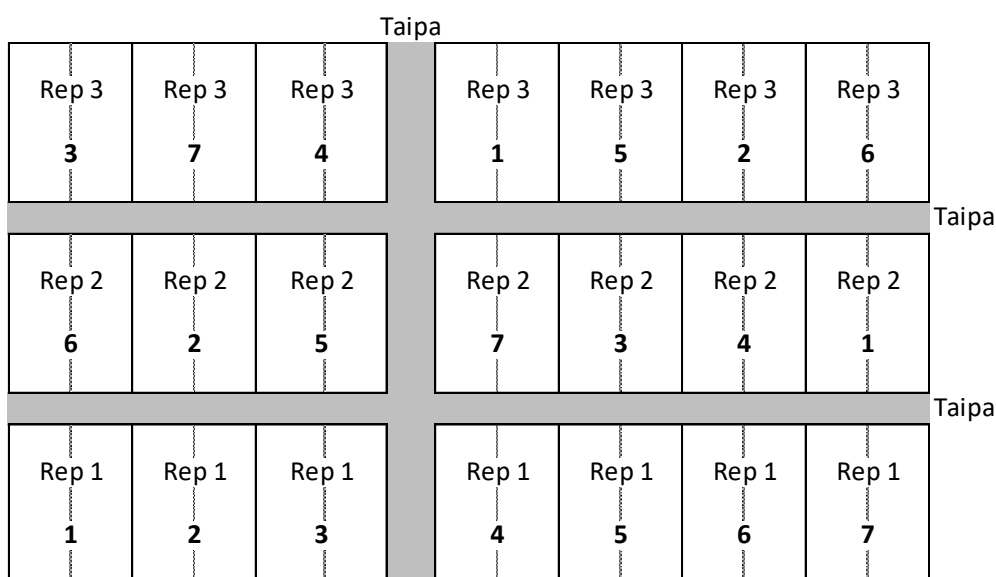 Taipa
Rep 3 Rep 3 Rep 3 Rep 3 Rep 3 Rep 3 Rep 3
3 7 4 1 5 2 6
Taipa
Rep 2 Rep 2 Rep 2 Rep 2 Rep 2 Rep 2 Rep 2
6 2 5 7 3 4 1
Taipa
Rep 1 Rep 1 Rep 1 Rep 1 Rep 1 Rep 1 Rep 1
1 2 3 4 5 6 7